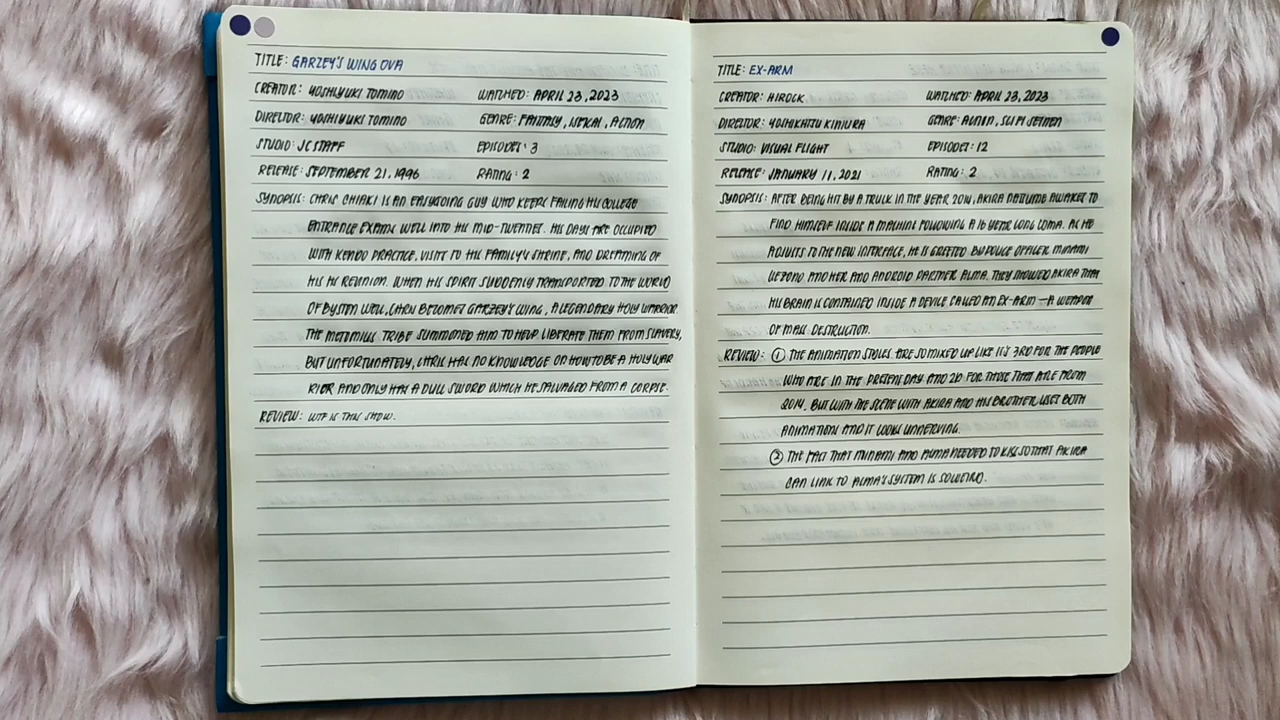 TITLE: GARZEY'S WING OVA
CREATOR: YOSHIYUKI TOMINO WATCHED: APRIL 23, 2023
DIRECTOR: YOSHIYUKI TOMINO GENRE: FANTASY, ISEKAI, ACTION
STUDIO: JC STAFF EPISODES: 3
RELEASE: SEPTEMBER 21, 1996 RATING: 2
SYNOPSIS: CHRIS CHIAKI IS AN EASYGOING GUY WHO KEEPS FAILING HIS COLLEGE
ENTRANCE EXAMS WELL INTO HIS MID-TWENTIES. HIS DAYS ARE OCCUPIED
WITH KENDO PRACTICE, VISIT TO HIS FAMILY'S SHRINE, AND DREAMING OF
HIS HS REUNION. WHEN HIS SPIRIT SUDDENLY TRANSPORTED TO THE WORLD
OF BYSTON WELL, CHRIS BECOMES GARZEY'S WING, A LEGENDARY HOLY WARRIOR.
THE METOMEUS TRIBE SUMMONED HIM TO HELP LIBERATE THEM FROM SLAVERY,
BUT UNFORTUNATELY, CHRIS HAS NO KNOWLEDGE ON HOW TO BE A HOLY WAR
RIOR AND ONLY HAS A DULL SWORD WHICH HE SALVAGED FROM A CORPSE.
REVIEW: WTF IS THIS SHOW.
TITLE: EX-ARM
CREATOR: HIROCK WATCHED: APRIL 23, 2023
DIRECTOR: YOSHIKATSU KIMURA GENRE: ACTION, SCI FI SEINEN
STUDIO: VISUAL FLIGHT EPISODES: 12
RELEASE: JANUARY 11, 2021 RATING: 2
SYNOPSIS: AFTER BEING HIT BY A TRUCK IN THE YEAR 2014, AKIRA NATSUME AWAKES TO
FIND HIMSELF INSIDE A MACHINE FOLLOWING A 16 YEARS LONG COMA. AS HE
ADJUSTS TO THE NEW INTERFACE, HE IS GREETED BY POLICE OFFICER MINAMI
UEZONO AND HER AND ANDROID PARTNER ALMA. THEY SHOWED AKIRA THAT
HIS BRAIN IS CONTAINED INSIDE A DEVICE CALLED AN EX-ARM — A WEAPON
OF MASS DESTRUCTION.
REVIEW: ① THE ANIMATION STYLES ARE SO MIXED UP LIKE IT'S 3RD FOR THE PEOPLE
WHO ARE IN THE PRESENT DAY AND 2D FOR THOSE THAT ARE FROM
2014, BUT WITH THE SCENE WITH AKIRA AND HIS BROTHER USES BOTH
ANIMATIONS AND IT LOOKS UNNERVING.
② THE FACT THAT MINAMI AND ALMA NEEDED TO KISS SO THAT AKIRA
CAN LINK TO ALMA'S SYSTEM IS SO WEIRD.